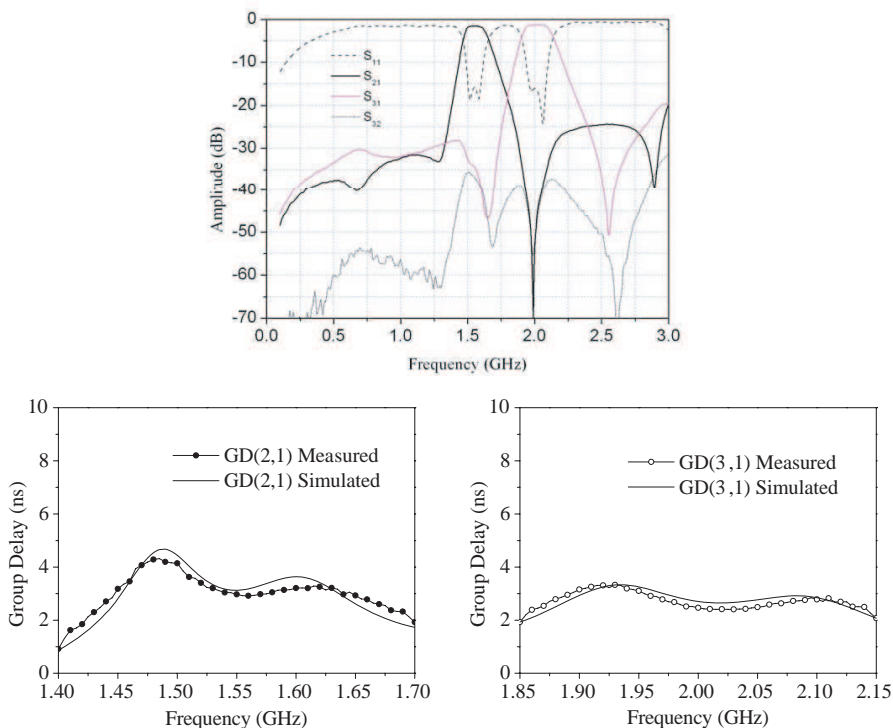 0
-10
-20
-30
-40
-50
-60
-70
Amplitude (dB)
S11
S21
S31
S32
0.0 0.5 1.0 1.5 2.0 2.5 3.0
Frequency (GHz)
10
8
6
4
2
0
Group Delay (ns)
GD(2,1) Measured
GD(2,1) Simulated
1.40 1.45 1.50 1.55 1.60 1.65 1.70
Frequency (GHz)
10
8
6
4
2
0
Group Delay (ns)
GD(3,1) Measured
GD(3,1) Simulated
1.85 1.90 1.95 2.00 2.05 2.10 2.15
Frequency (GHz)